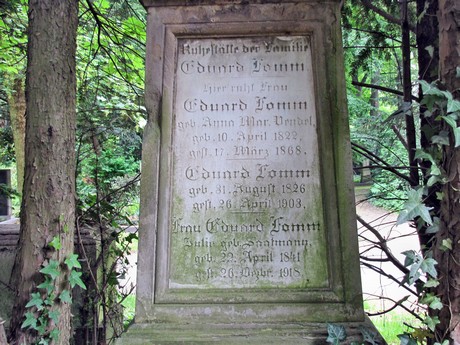 Ruhestätte der Familie
Eduard Lomm
Hier ruht Frau
Eduard Lomm
geb. Anna Mar. Vendel,
geb. 10. April 1822,
gest. 17. März 1868.
Eduard Lomm
geb. 31. August 1826
gest. 26. April 1903,
Frau Eduard Lomm
Julie geb. Saahmann,
geb. 22. April 1841
gest. 26. Dezbr. 1918.